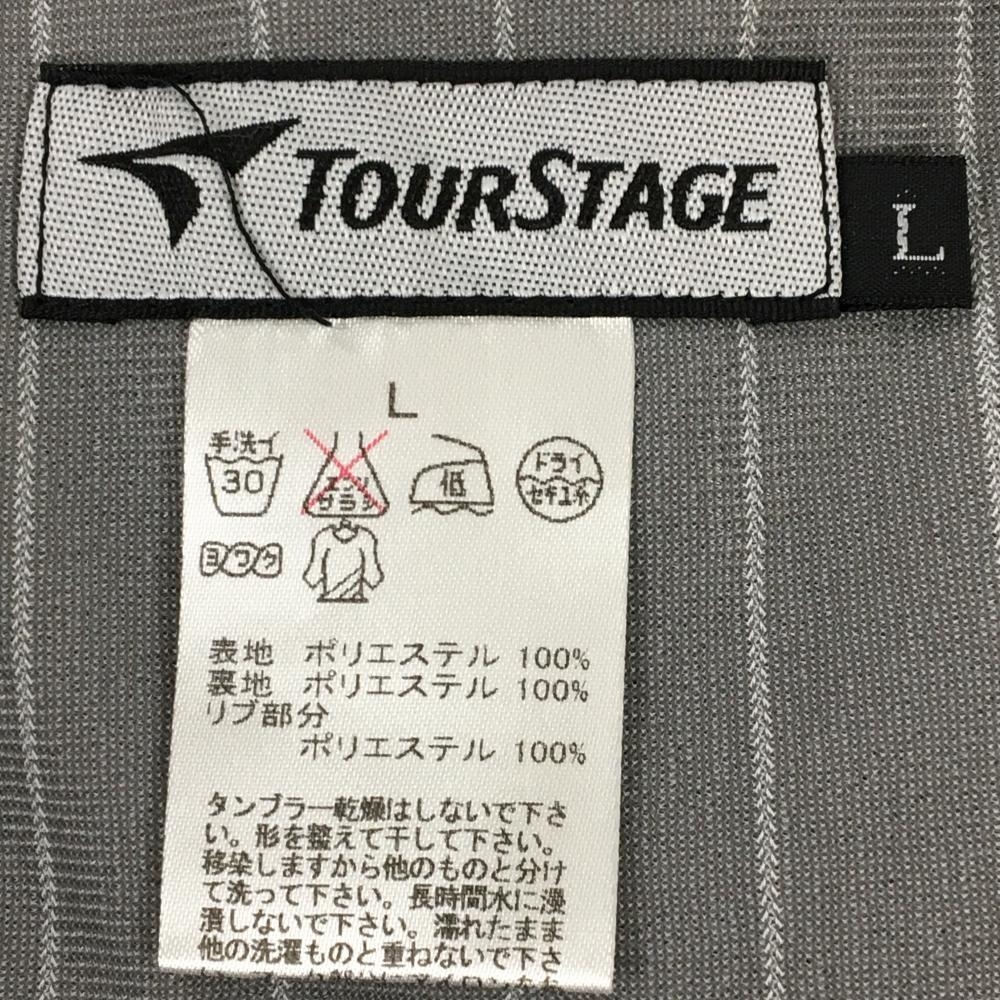 TOURSTAGE
L
L
手洗イ
30
エンソ
サラシ
低
ドライ
セキユ系
ヨワク
表地 ポリエステル 100%
裏地 ポリエステル 100%
リブ部分
ポリエステル 100%
タンブラー乾燥はしないで下さ
い。形を整えて干して下さい。
移染しますから他のものと分け
て洗って下さい。長時間水に浸
漬しないで下さい。濡れたまま
他の洗濯ものと重ねないで下さ